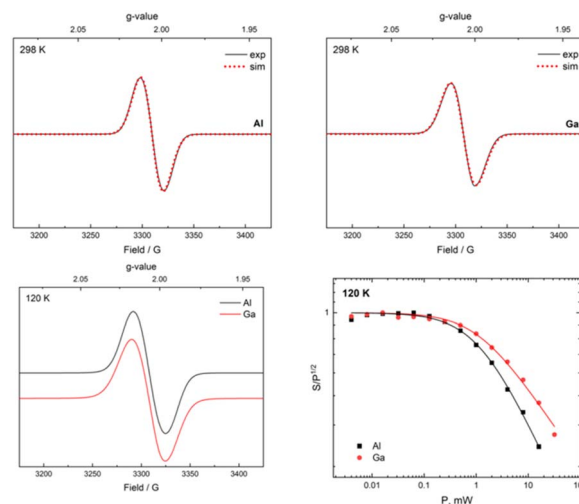 g-value
2.05 2.00 1.95
298 K
exp
sim
Al
3200 3250 3300 3350 3400
Field / G
g-value
2.05 2.00 1.95
298 K
exp
sim
Ga
3200 3250 3300 3350 3400
Field / G
g-value
2.05 2.00 1.95
120 K
Al
Ga
3200 3250 3300 3350 3400
Field / G
120 K
1
S/P^1/2
Al
Ga
0.01 0.1 1 10 100
P, mW